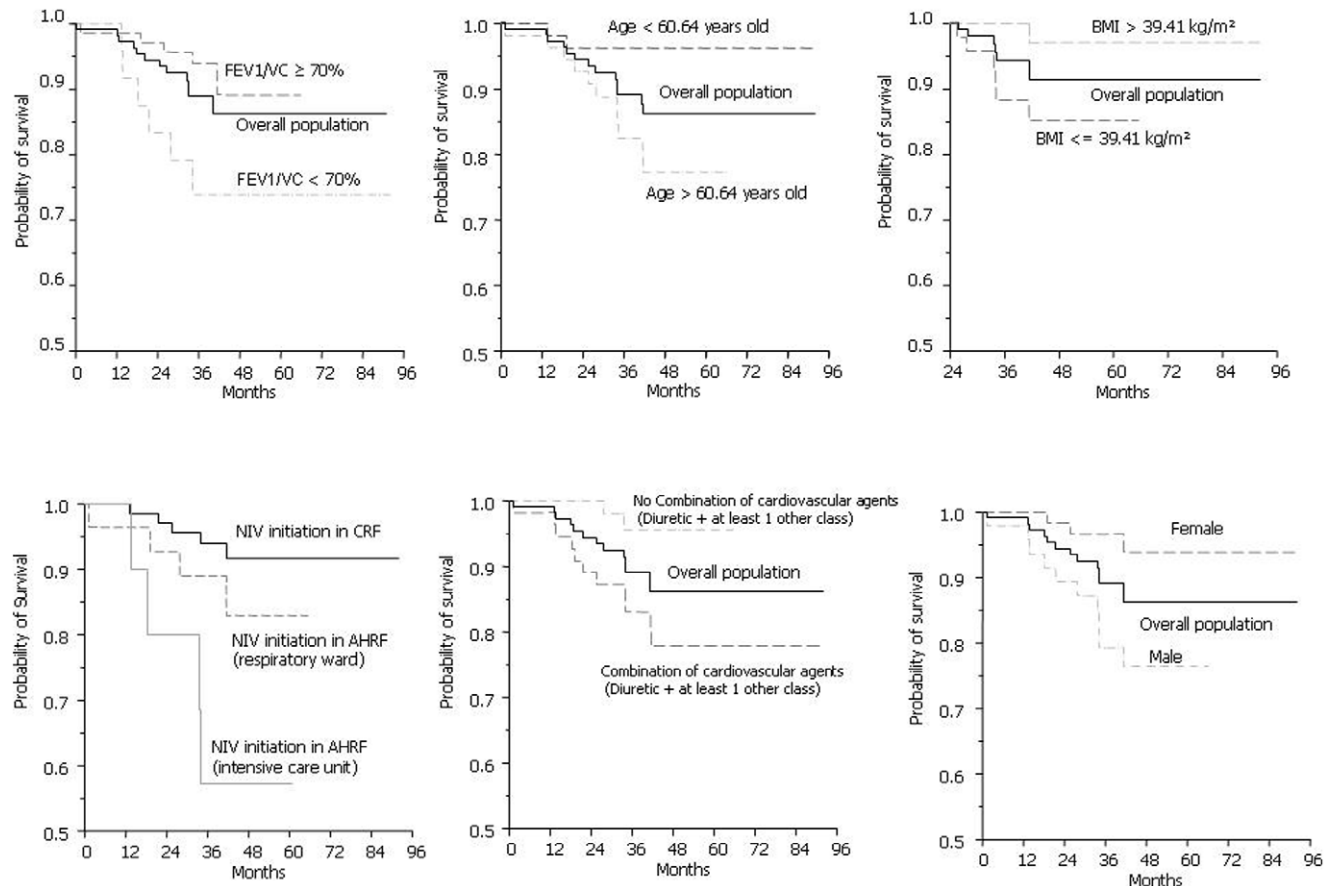 1.0
0.9
0.8
0.7
0.6
0.5
Probability of survival
FEV1/VC ≥ 70%
Overall population
FEV1/VC < 70%
0 12 24 36 48 60 72 84 96
Months
1.0
0.9
0.8
0.7
0.6
0.5
Probability of survival
Age < 60.64 years old
Overall population
Age > 60.64 years old
0 12 24 36 48 60 72 84 96
Months
1.0
0.9
0.8
0.7
0.6
0.5
Probability of survival
BMI > 39.41 kg/m²
Overall population
BMI <= 39.41 kg/m²
24 36 48 60 72 84 96
Months
1.0
0.9
0.8
0.7
0.6
0.5
Probability of Survival
NIV initiation in CRF
NIV initiation in AHRF
(respiratory ward)
NIV initiation in AHRF
(intensive care unit)
0 12 24 36 48 60 72 84 96
Months
1.0
0.9
0.8
0.7
0.6
0.5
Probability of survival
No Combination of cardiovascular agents
(Diuretic + at least 1 other class)
Overall population
Combination of cardiovascular agents
(Diuretic + at least 1 other class)
0 12 24 36 48 60 72 84 96
Months
1.0
0.9
0.8
0.7
0.6
0.5
Probability of survival
Female
Overall population
Male
0 12 24 36 48 60 72 84 96
Months